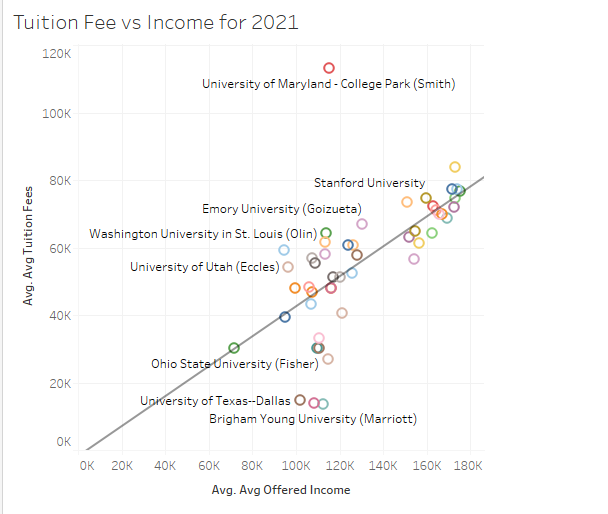 Tuition Fee vs Income for 2021
120K
University of Maryland - College Park (Smith)
100K
80K
Stanford University
Emory University (Goizueta)
Washington University in St. Louis (Olin)
60K
University of Utah (Eccles)
Avg. Avg Tuition Fees
40K
Ohio State University (Fisher)
20K
University of Texas--Dallas
Brigham Young University (Marriott)
0K
0K 20K 40K 60K 80K 100K 120K 140K 160K 180K
Avg. Avg Offered Income